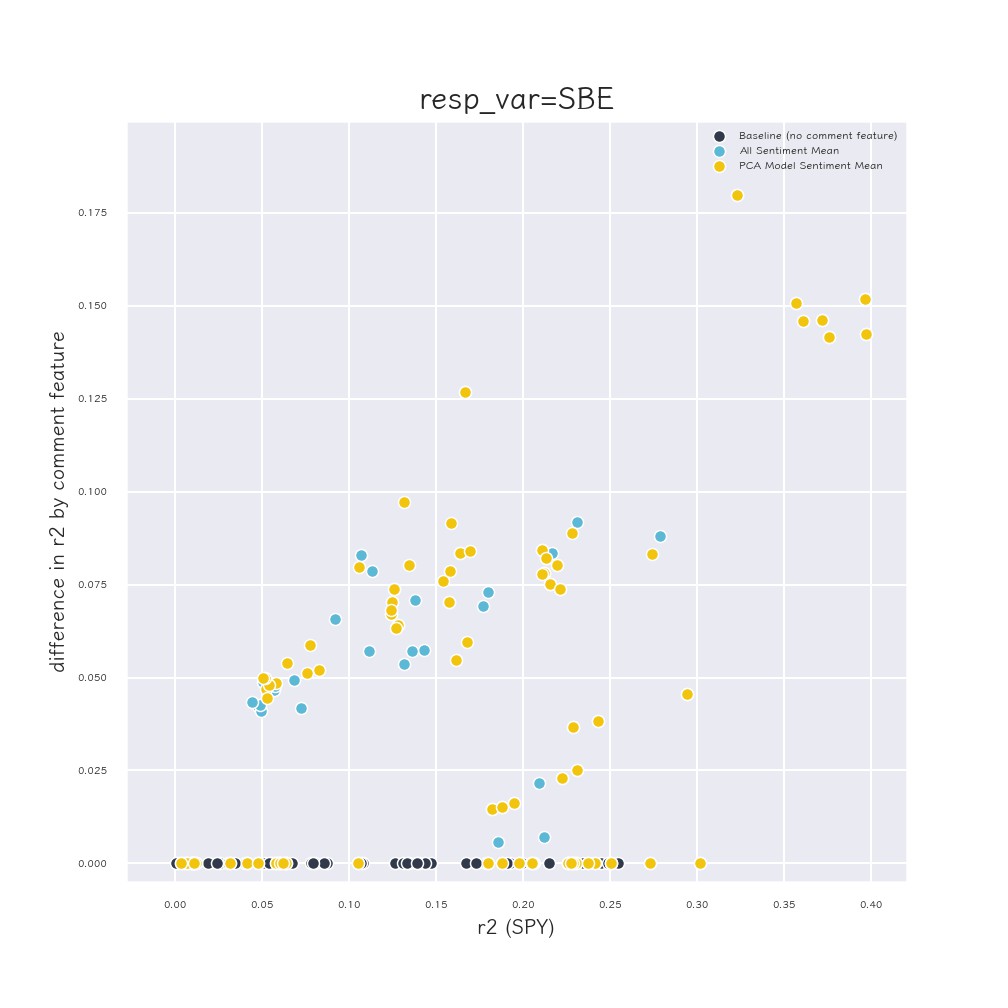 resp_var=SBE
Baseline (no comment feature)
All Sentiment Mean
PCA Model Sentiment Mean
difference in r2 by comment feature
0.175
0.150
0.125
0.100
0.075
0.050
0.025
0.000
0.00 0.05 0.10 0.15 0.20 0.25 0.30 0.35 0.40
r2 (SPY)